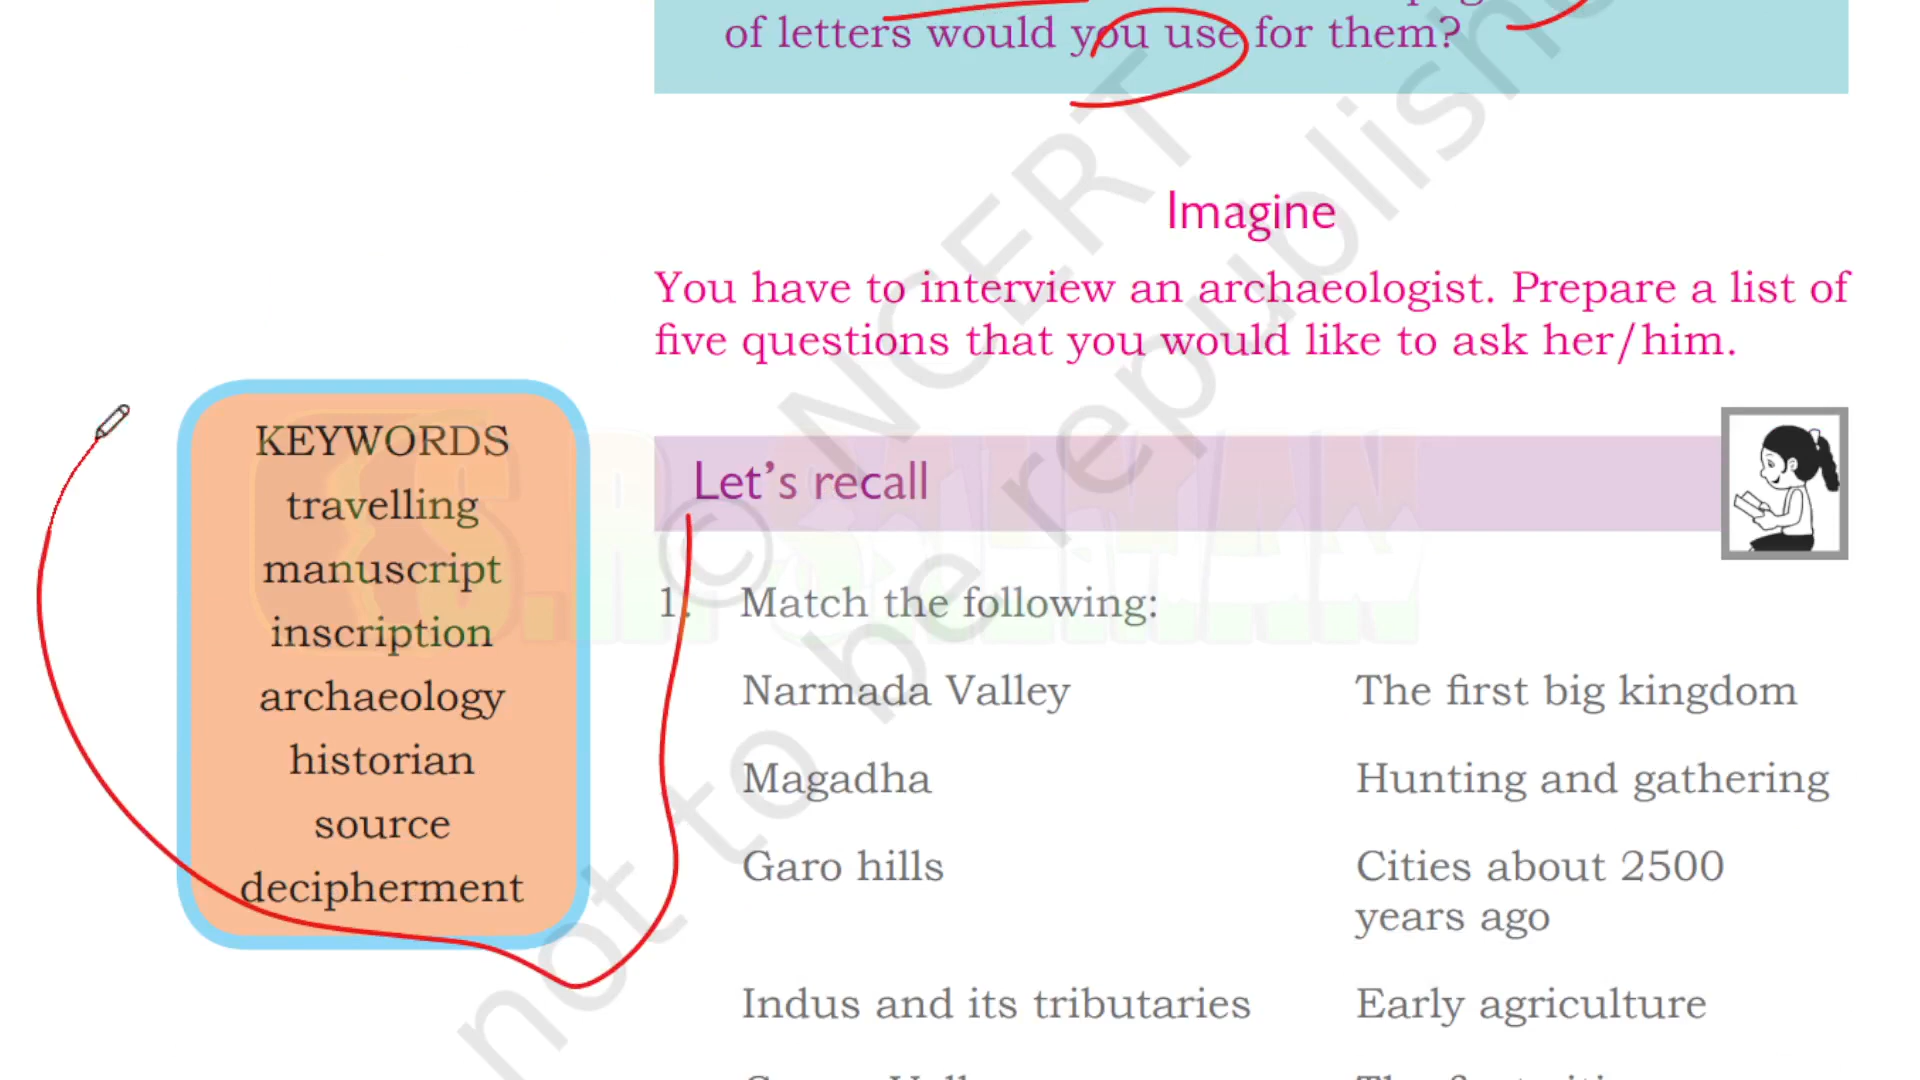 of letters would you use for them?
Imagine
You have to interview an archaeologist. Prepare a list of
five questions that you would like to ask her/him.
KEYWORDS
travelling
manuscript
inscription
archaeology
historian
source
decipherment
Let's recall
1. Match the following:
Narmada Valley The first big kingdom
Magadha Hunting and gathering
Garo hills Cities about 2500
years ago
Indus and its tributaries Early agriculture
© NCERT
not to be republished